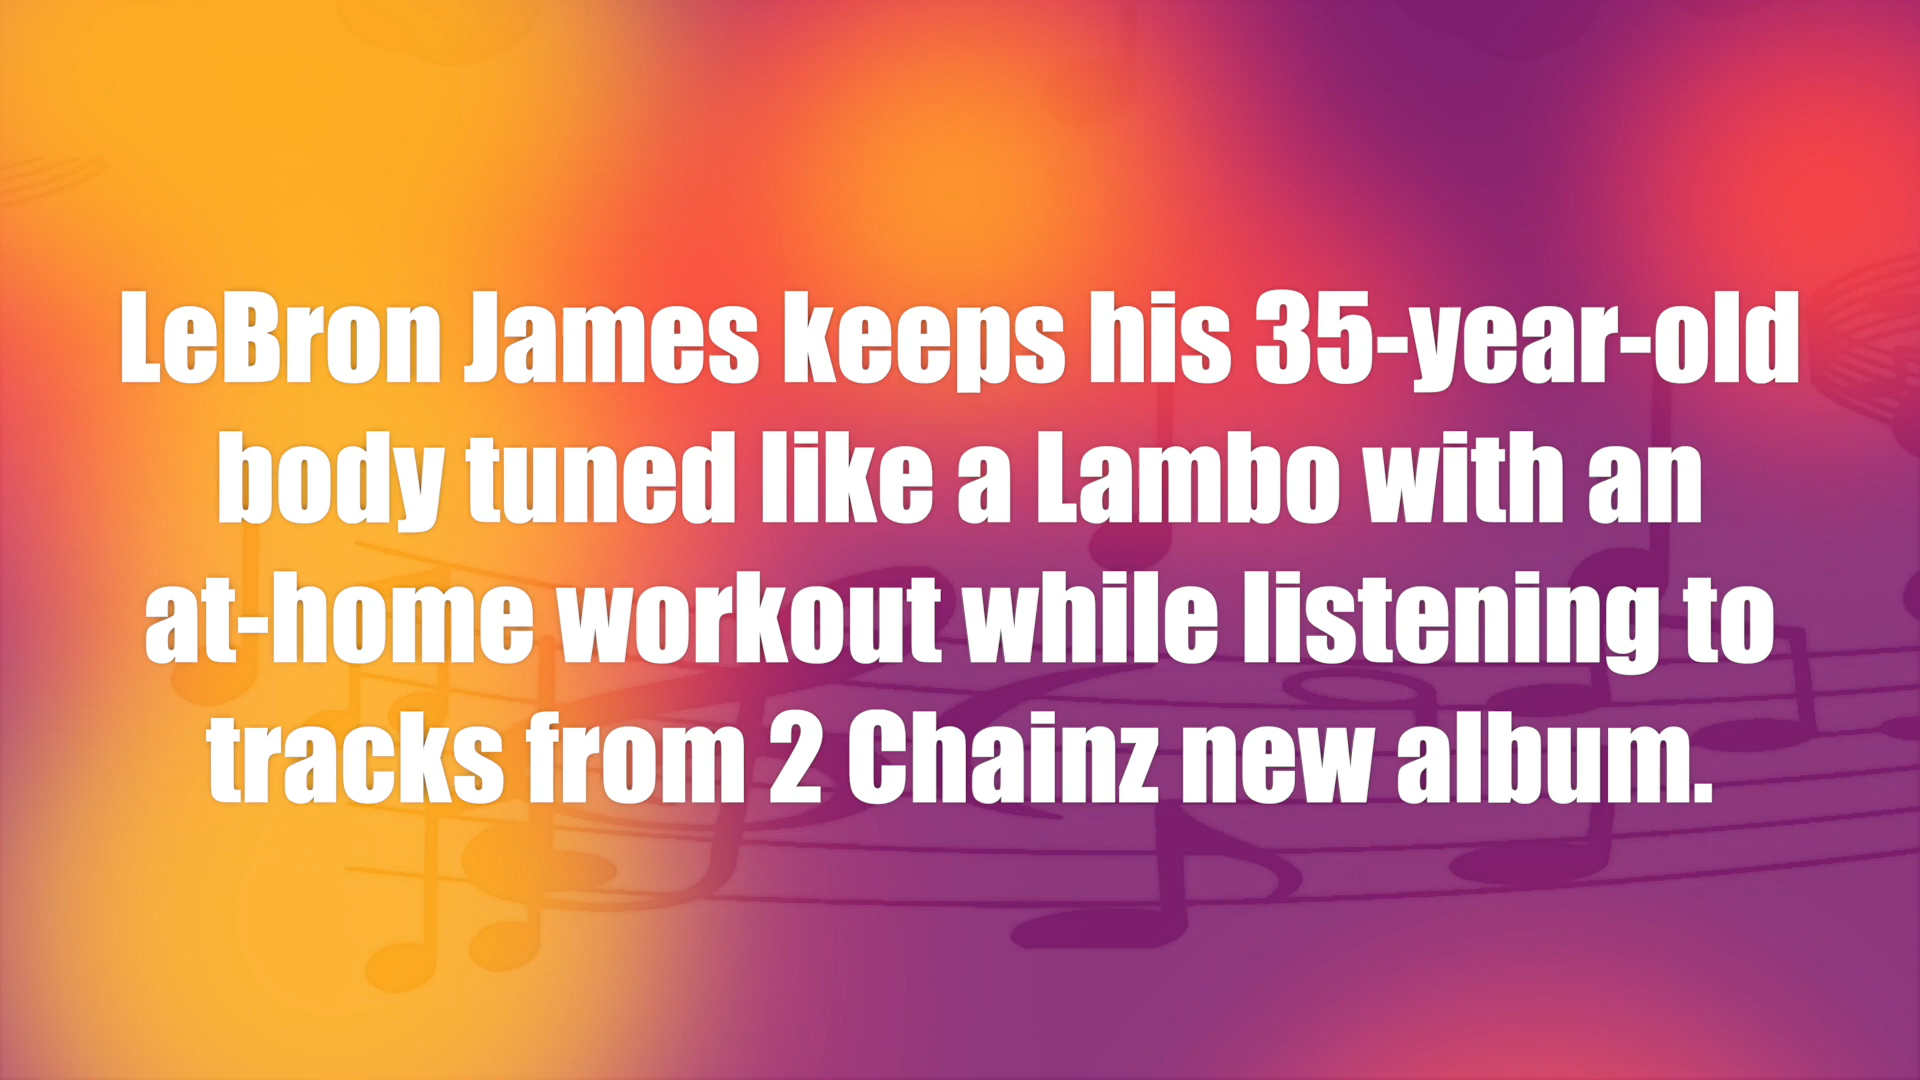 LeBron James keeps his 35-year-old
body tuned like a Lambo with an
at-home workout while listening to
tracks from 2 Chainz new album.